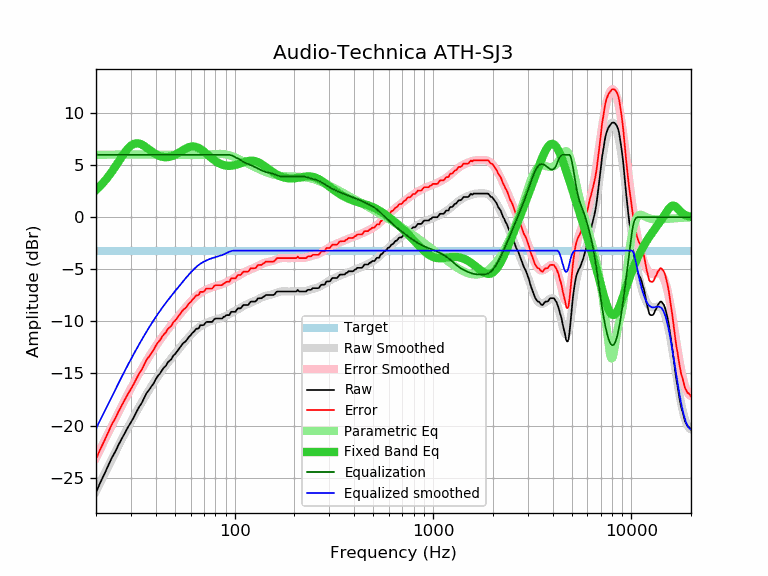 Audio-Technica ATH-SJ3
Amplitude (dBr)
10
5
0
−5
−10
−15
−20
−25
Target
Raw Smoothed
Error Smoothed
Raw
Error
Parametric Eq
Fixed Band Eq
Equalization
Equalized smoothed
100
1000
10000
Frequency (Hz)